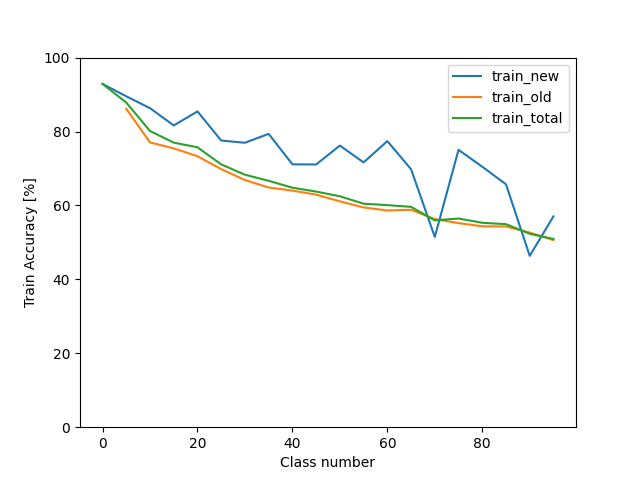 100
80
60
40
20
0
Train Accuracy [%]
train_new
train_old
train_total
0 20 40 60 80
Class number